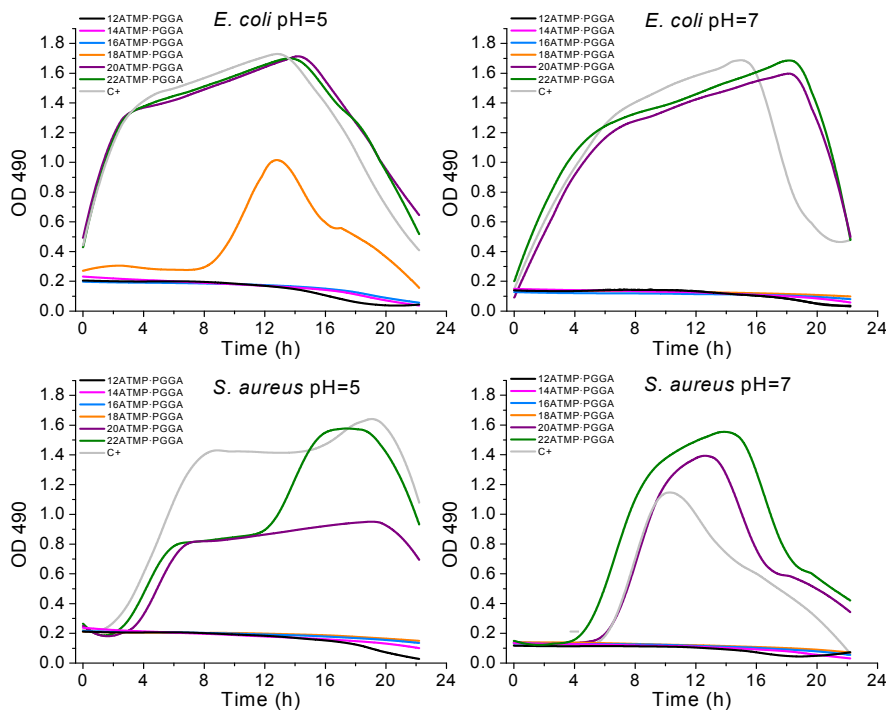 E. coli pH=5
12ATMP·PGGA
14ATMP·PGGA
16ATMP·PGGA
18ATMP·PGGA
20ATMP·PGGA
22ATMP·PGGA
C+
1.8
1.6
1.4
1.2
1.0
0.8
0.6
0.4
0.2
0.0
OD 490
0 4 8 12 16 20 24
Time (h)
E. coli pH=7
12ATMP·PGGA
14ATMP·PGGA
16ATMP·PGGA
18ATMP·PGGA
20ATMP·PGGA
22ATMP·PGGA
C+
1.8
1.6
1.4
1.2
1.0
0.8
0.6
0.4
0.2
0.0
OD 490
0 4 8 12 16 20 24
Time (h)
S. aureus pH=5
12ATMP·PGGA
14ATMP·PGGA
16ATMP·PGGA
18ATMP·PGGA
20ATMP·PGGA
22ATMP·PGGA
C+
1.8
1.6
1.4
1.2
1.0
0.8
0.6
0.4
0.2
0.0
OD 490
0 4 8 12 16 20 24
Time (h)
S. aureus pH=7
12ATMP·PGGA
14ATMP·PGGA
16ATMP·PGGA
18ATMP·PGGA
20ATMP·PGGA
22ATMP·PGGA
C+
1.8
1.6
1.4
1.2
1.0
0.8
0.6
0.4
0.2
0.0
OD 490
0 4 8 12 16 20 24
Time (h)